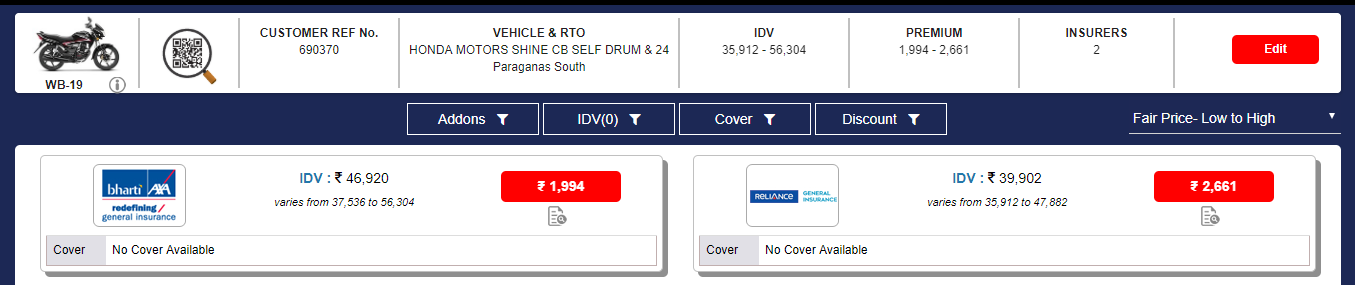 CUSTOMER REF No.
690370
VEHICLE & RTO
HONDA MOTORS SHINE CB SELF DRUM & 24
Paraganas South
IDV
35,912 - 56,304
PREMIUM
1,994 - 2,661
INSURERS
2
Edit
WB-19
Addons
IDV(0)
Cover
Discount
Fair Price- Low to High
bharti AXA
redefining /
general insurance
IDV : ₹ 46,920
varies from 37,536 to 56,304
₹ 1,994
Cover
No Cover Available
RELIANCE
GENERAL
INSURANCE
IDV : ₹ 39,902
varies from 35,912 to 47,882
₹ 2,661
Cover
No Cover Available